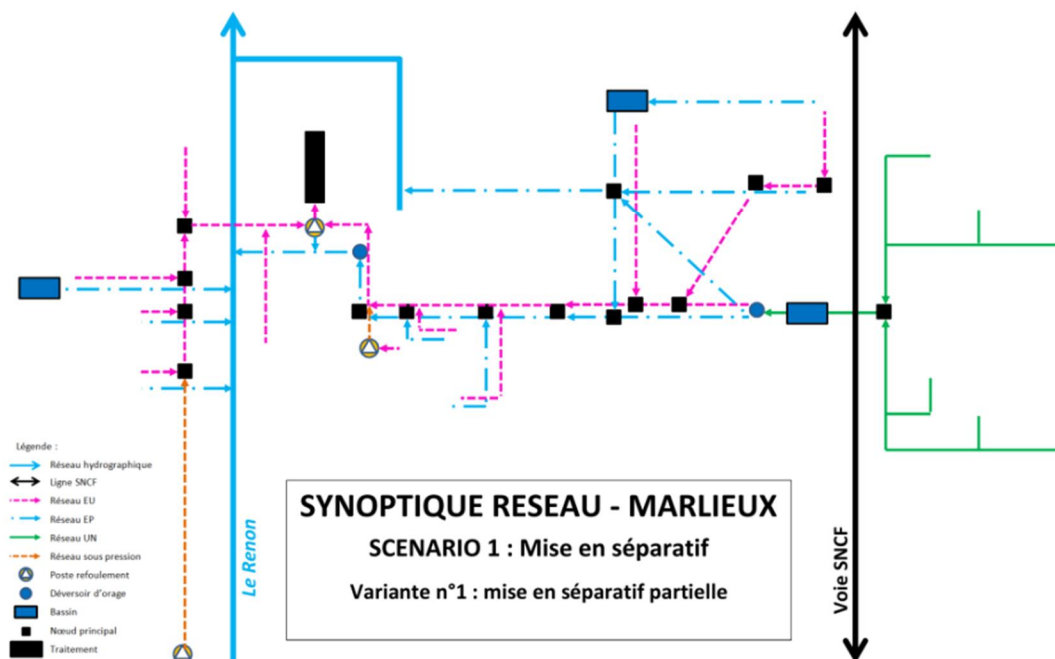 Légende :
Réseau hydrographique
Ligne SNCF
Réseau EU
Réseau EP
Réseau UN
Réseau sous pression
Poste refoulement
Déversoir d'orage
Bassin
Nœud principal
Traitement
Le Renon
SYNOPTIQUE RESEAU - MARLIEUX
SCENARIO 1 : Mise en séparatif
Variante n°1 : mise en séparatif partielle
Voie SNCF